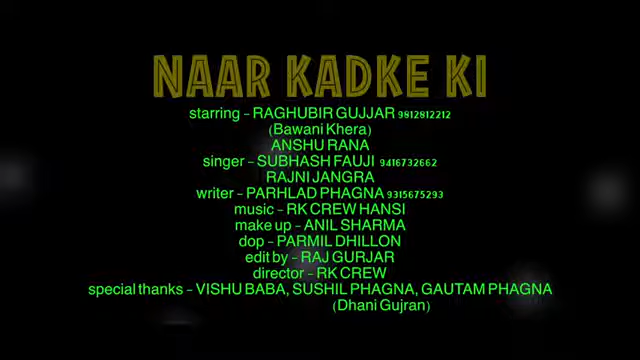 NAAR KADKE KI
starring - RAGHUBIR GUJJAR 9812812212
(Bawani Khera)
ANSHU RANA
singer - SUBHASH FAUJI 9416732662
RAJNI JANGRA
writer - PARHLAD PHAGNA 9315675293
music - RK CREW HANSI
make up - ANIL SHARMA
dop - PARMIL DHILLON
edit by - RAJ GURJAR
director - RK CREW
special thanks - VISHU BABA, SUSHIL PHAGNA, GAUTAM PHAGNA
(Dhani Gujran)